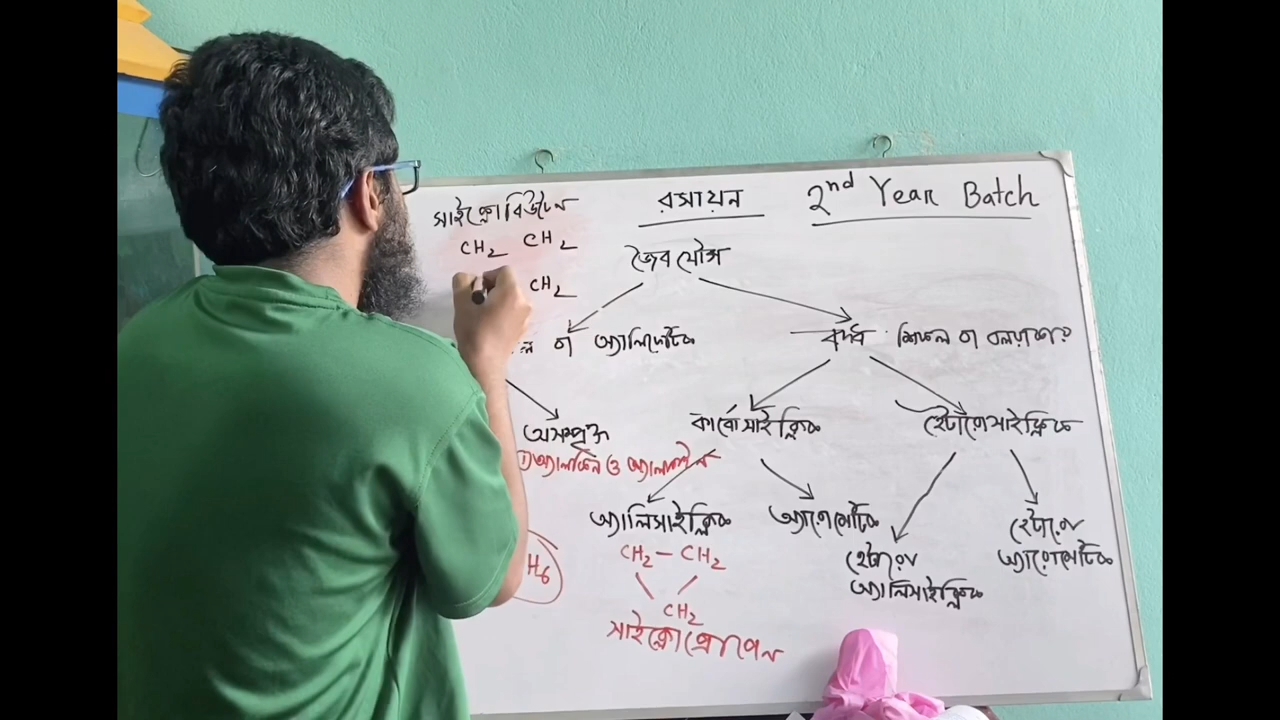 রসায়ন
2nd Year Batch
সাইক্লোবিউটেন
CH2 CH2
CH2
জৈব যৌগ
বা অ্যালিফেটিক
বদ্ধ শিকল বা বলয়াকার
অসম্পৃক্ত
কার্বোসাইক্লিক
হেটারোসাইক্লিক
অ্যালকিন ও অ্যালকাইন
অ্যালিসাইক্লিক
অ্যারোমেটিক
হেটারো
অ্যালিসাইক্লিক
হেটারো
অ্যারোমেটিক
H6
CH2 — CH2
CH2
সাইক্লোপ্রোপেন